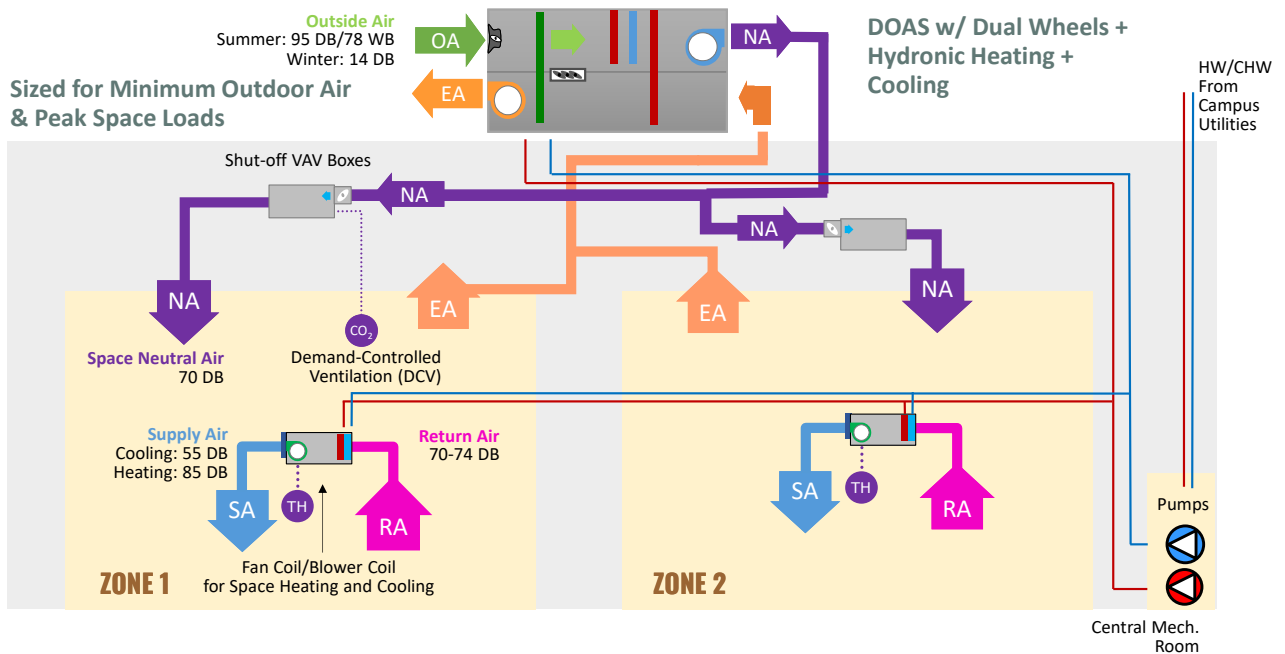 Outside Air
Summer: 95 DB/78 WB
Winter: 14 DB
OA
NA
EA
DOAS w/ Dual Wheels +
Hydronic Heating +
Cooling
HW/CHW
From
Campus
Utilities
Sized for Minimum Outdoor Air
& Peak Space Loads
Shut-off VAV Boxes
NA
NA
NA
EA
EA
NA
CO₂
Space Neutral Air
70 DB
Demand-Controlled
Ventilation (DCV)
Supply Air
Cooling: 55 DB
Heating: 85 DB
Return Air
70-74 DB
SA
TH
RA
SA
TH
RA
Fan Coil/Blower Coil
for Space Heating and Cooling
ZONE 1
ZONE 2
Pumps
Central Mech.
Room